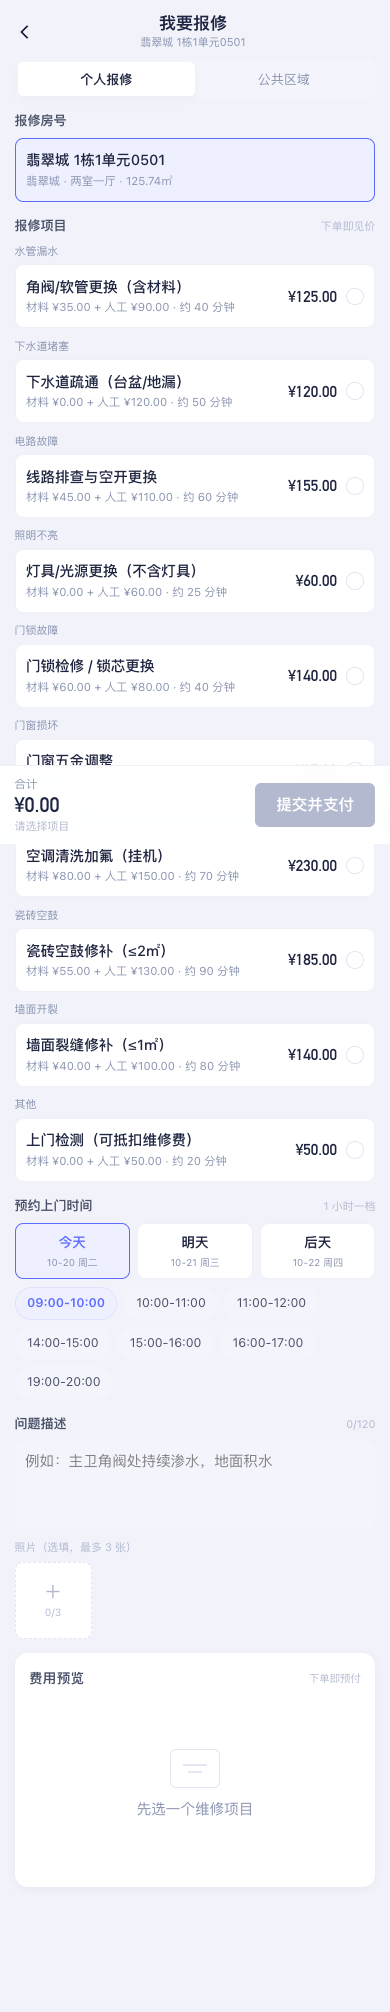 我要报修
翡翠城 1栋1单元0501
个人报修
公共区域
报修房号
翡翠城 1栋1单元0501
翡翠城 · 两室一厅 · 125.74㎡
报修项目
下单即见价
水管漏水
角阀/软管更换（含材料）
¥125.00
材料 ¥35.00 + 人工 ¥90.00 · 约 40 分钟
下水道堵塞
下水道疏通（台盆/地漏）
¥120.00
材料 ¥0.00 + 人工 ¥120.00 · 约 50 分钟
电路故障
线路排查与空开更换
¥155.00
材料 ¥45.00 + 人工 ¥110.00 · 约 60 分钟
照明不亮
灯具/光源更换（不含灯具）
¥60.00
材料 ¥0.00 + 人工 ¥60.00 · 约 25 分钟
门锁故障
门锁检修 / 锁芯更换
¥140.00
材料 ¥60.00 + 人工 ¥80.00 · 约 40 分钟
门窗损坏
门窗五金调整
合计
¥0.00
请选择项目
提交并支付
空调清洗加氟（挂机）
¥230.00
材料 ¥80.00 + 人工 ¥150.00 · 约 70 分钟
瓷砖空鼓
瓷砖空鼓修补（≤2㎡）
¥185.00
材料 ¥55.00 + 人工 ¥130.00 · 约 90 分钟
墙面开裂
墙面裂缝修补（≤1㎡）
¥140.00
材料 ¥40.00 + 人工 ¥100.00 · 约 80 分钟
其他
上门检测（可抵扣维修费）
¥50.00
材料 ¥0.00 + 人工 ¥50.00 · 约 20 分钟
预约上门时间
1 小时一档
今天
明天
后天
10-20 周二
10-21 周三
10-22 周四
09:00-10:00
10:00-11:00
11:00-12:00
14:00-15:00
15:00-16:00
16:00-17:00
19:00-20:00
问题描述
0/120
例如：主卫角阀处持续渗水，地面积水
照片（选填，最多 3 张）
0/3
费用预览
下单即预付
先选一个维修项目